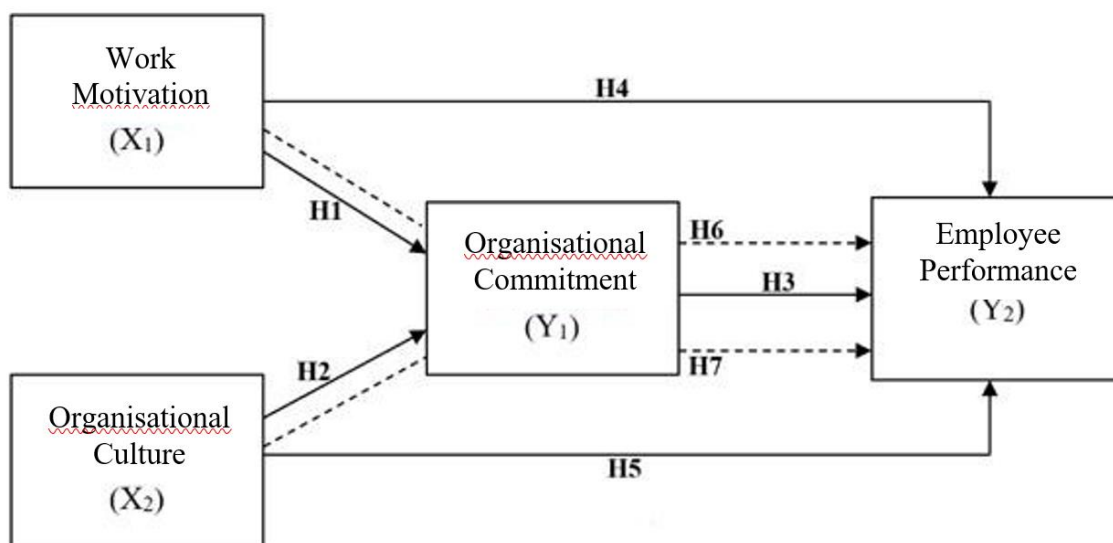 Work
Motivation
(X₁)
H4
H1
Organisational
Commitment
(Y₁)
H6
H3
H7
Employee
Performance
(Y₂)
H2
Organisational
Culture
(X₂)
H5